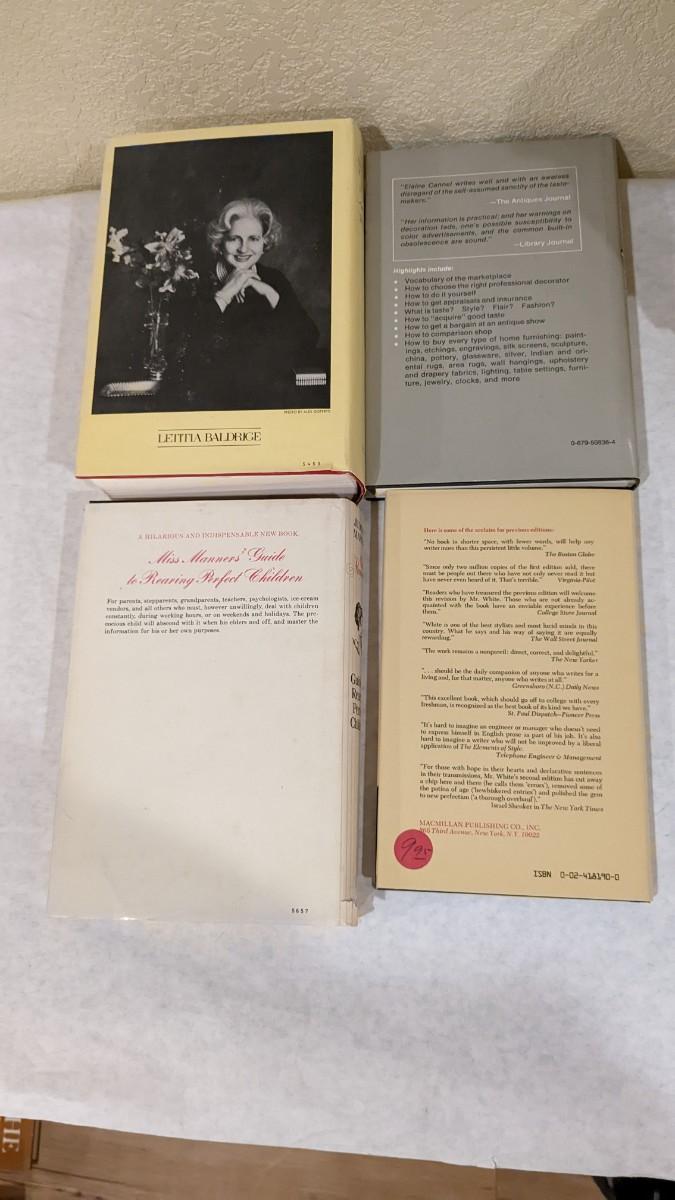 PHOTO BY ALEX GOTFRYD
LETITIA BALDRIGE
5453
"Elaine Cannel writes well and with an aweless
disregard of the self-assumed sanctity of the taste-
makers."
—The Antiques Journal
"Her information is practical; and her warnings on
decoration fads, one's possible susceptibility to
color advertisements, and the common built-in
obsolescence are sound."
—Library Journal
Highlights include:
• Vocabulary of the marketplace
• How to choose the right professional decorator
• How to do it yourself
• How to get appraisals and insurance
• What is taste? Style? Flair? Fashion?
• How to "acquire" good taste
• How to get a bargain at an antique show
• How to comparison shop
• How to buy every type of home furnishing: paint-
ings, etchings, engravings, silk screens, sculpture,
china, pottery, glassware, silver, Indian and ori-
ental rugs, area rugs, wall hangings, upholstery
and drapery fabrics, lighting, table settings, furni-
ture, jewelry, clocks, and more
0-679-50836-4
A HILARIOUS AND INDISPENSABLE NEW BOOK
Miss Manners' Guide
to Rearing Perfect Children
For parents, stepparents, grandparents, teachers, psychologists, ice-cream
vendors, and all others who must, however unwillingly, deal with children
constantly, during working hours, or on weekends and holidays. The pre-
cocious child will abscond with it when his elders nod off, and master the
information for his or her own purposes.
5657
Here is some of the acclaim for previous editions:
"No book in shorter space, with fewer words, will help any
writer more than this persistent little volume."
The Boston Globe
"Since only two million copies of the first edition sold, there
must be people out there who have not only never read it but
have never even heard of it. That's terrible."
Virginia-Pilot
"Readers who have treasured the previous edition will welcome
this revision by Mr. White. Those who are not already ac-
quainted with the book have an enviable experience before
them."
College Store Journal
"White is one of the best stylists and most lucid minds in this
country. What he says and his way of saying it are equally
rewarding."
The Wall Street Journal
"The work remains a nonpareil: direct, correct, and delightful."
The New Yorker
". . . should be the daily companion of anyone who writes for a
living and, for that matter, anyone who writes at all."
Greensboro (N.C.) Daily News
"This excellent book, which should go off to college with every
freshman, is recognized as the best book of its kind we have."
St. Paul Dispatch—Pioneer Press
"It's hard to imagine an engineer or manager who doesn't need
to express himself in English prose as part of his job. It's also
hard to imagine a writer who will not be improved by a liberal
application of The Elements of Style.
Telephone Engineer & Management
"For those with hope in their hearts and declarative sentences
in their transmissions, Mr. White's second edition has cut away
a chip here and there (he calls them 'errors'), removed some of
the patina of age ('bewhiskered entries') and polished the gem
to new perfection ('a thorough overhaul')."
Israel Shenker in The New York Times
MACMILLAN PUBLISHING CO., INC.
866 Third Avenue, New York, N.Y. 10022
9 95
ISBN 0-02-418190-0
HE